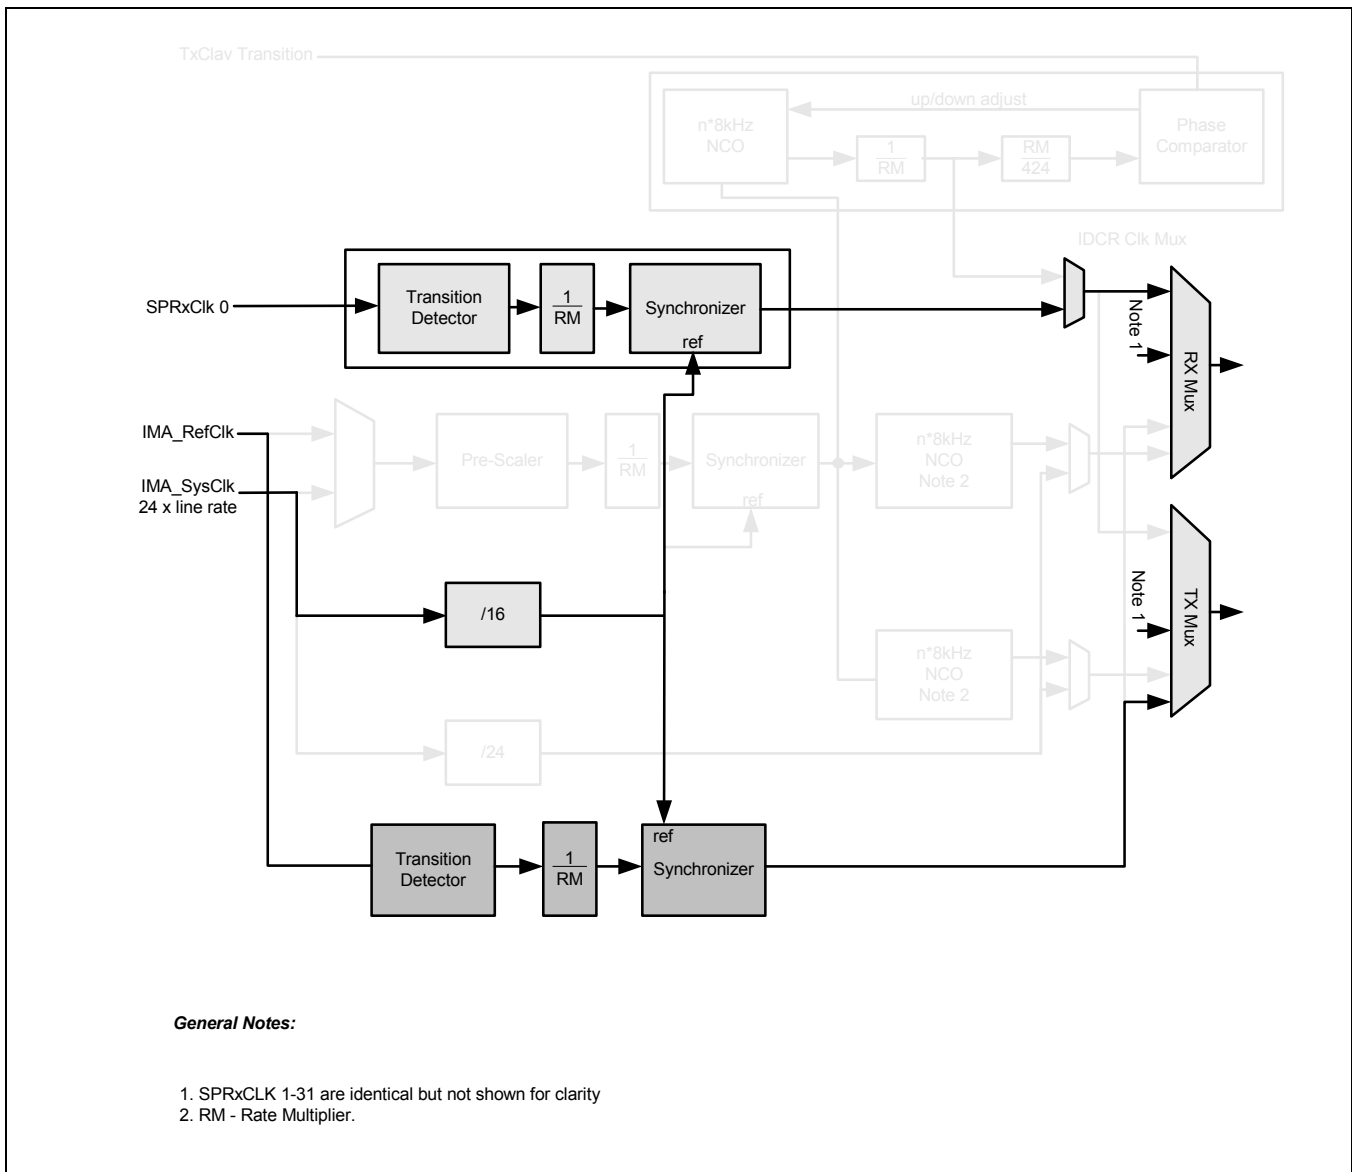 TxClav Transition
up/down adjust
n*8kHz
NCO
1
RM
RM
424
Phase
Comparator
IDCR Clk Mux
SPRxClk 0
Transition
Detector
1
RM
Synchronizer
ref
Note 1
RX Mux
IMA_RefClk
IMA_SysClk
24 x line rate
Pre-Scaler
1
RM
Synchronizer
ref
n*8kHz
NCO
Note 2
/16
Note 1
TX Mux
n*8kHz
NCO
Note 2
/24
Transition
Detector
1
RM
ref
Synchronizer
General Notes:
1. SPRxCLK 1-31 are identical but not shown for clarity
2. RM - Rate Multiplier.